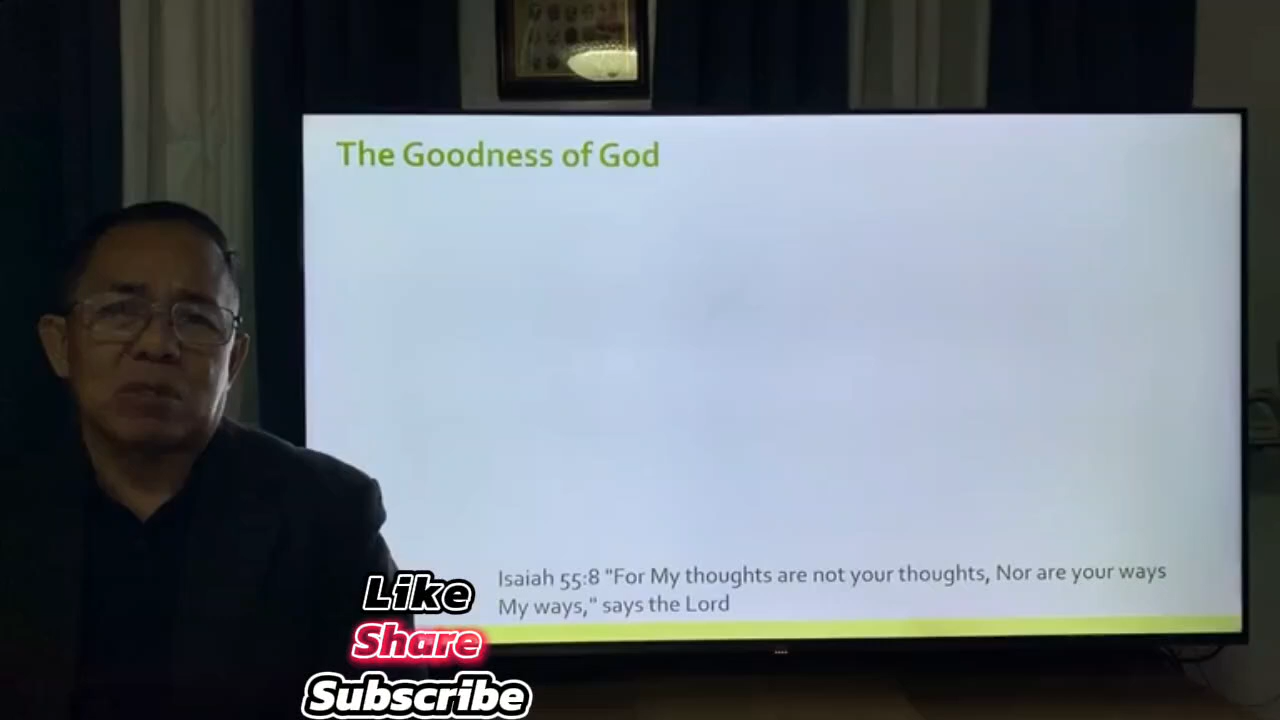 The Goodness of God
Isaiah 55:8 "For My thoughts are not your thoughts, Nor are your ways
My ways," says the Lord
Like
Share
Subscribe